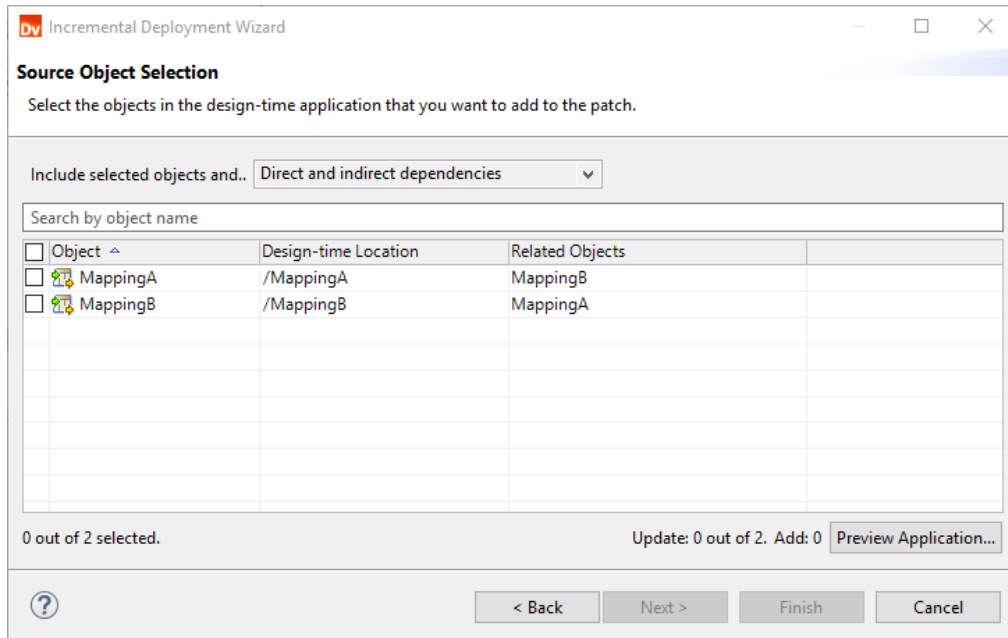 Dv Incremental Deployment Wizard
Source Object Selection
Select the objects in the design-time application that you want to add to the patch.
Include selected objects and.. Direct and indirect dependencies
Search by object name
Object Design-time Location Related Objects
MappingA /MappingA MappingB
MappingB /MappingB MappingA
0 out of 2 selected. Update: 0 out of 2. Add: 0 Preview Application...
? < Back Next > Finish Cancel